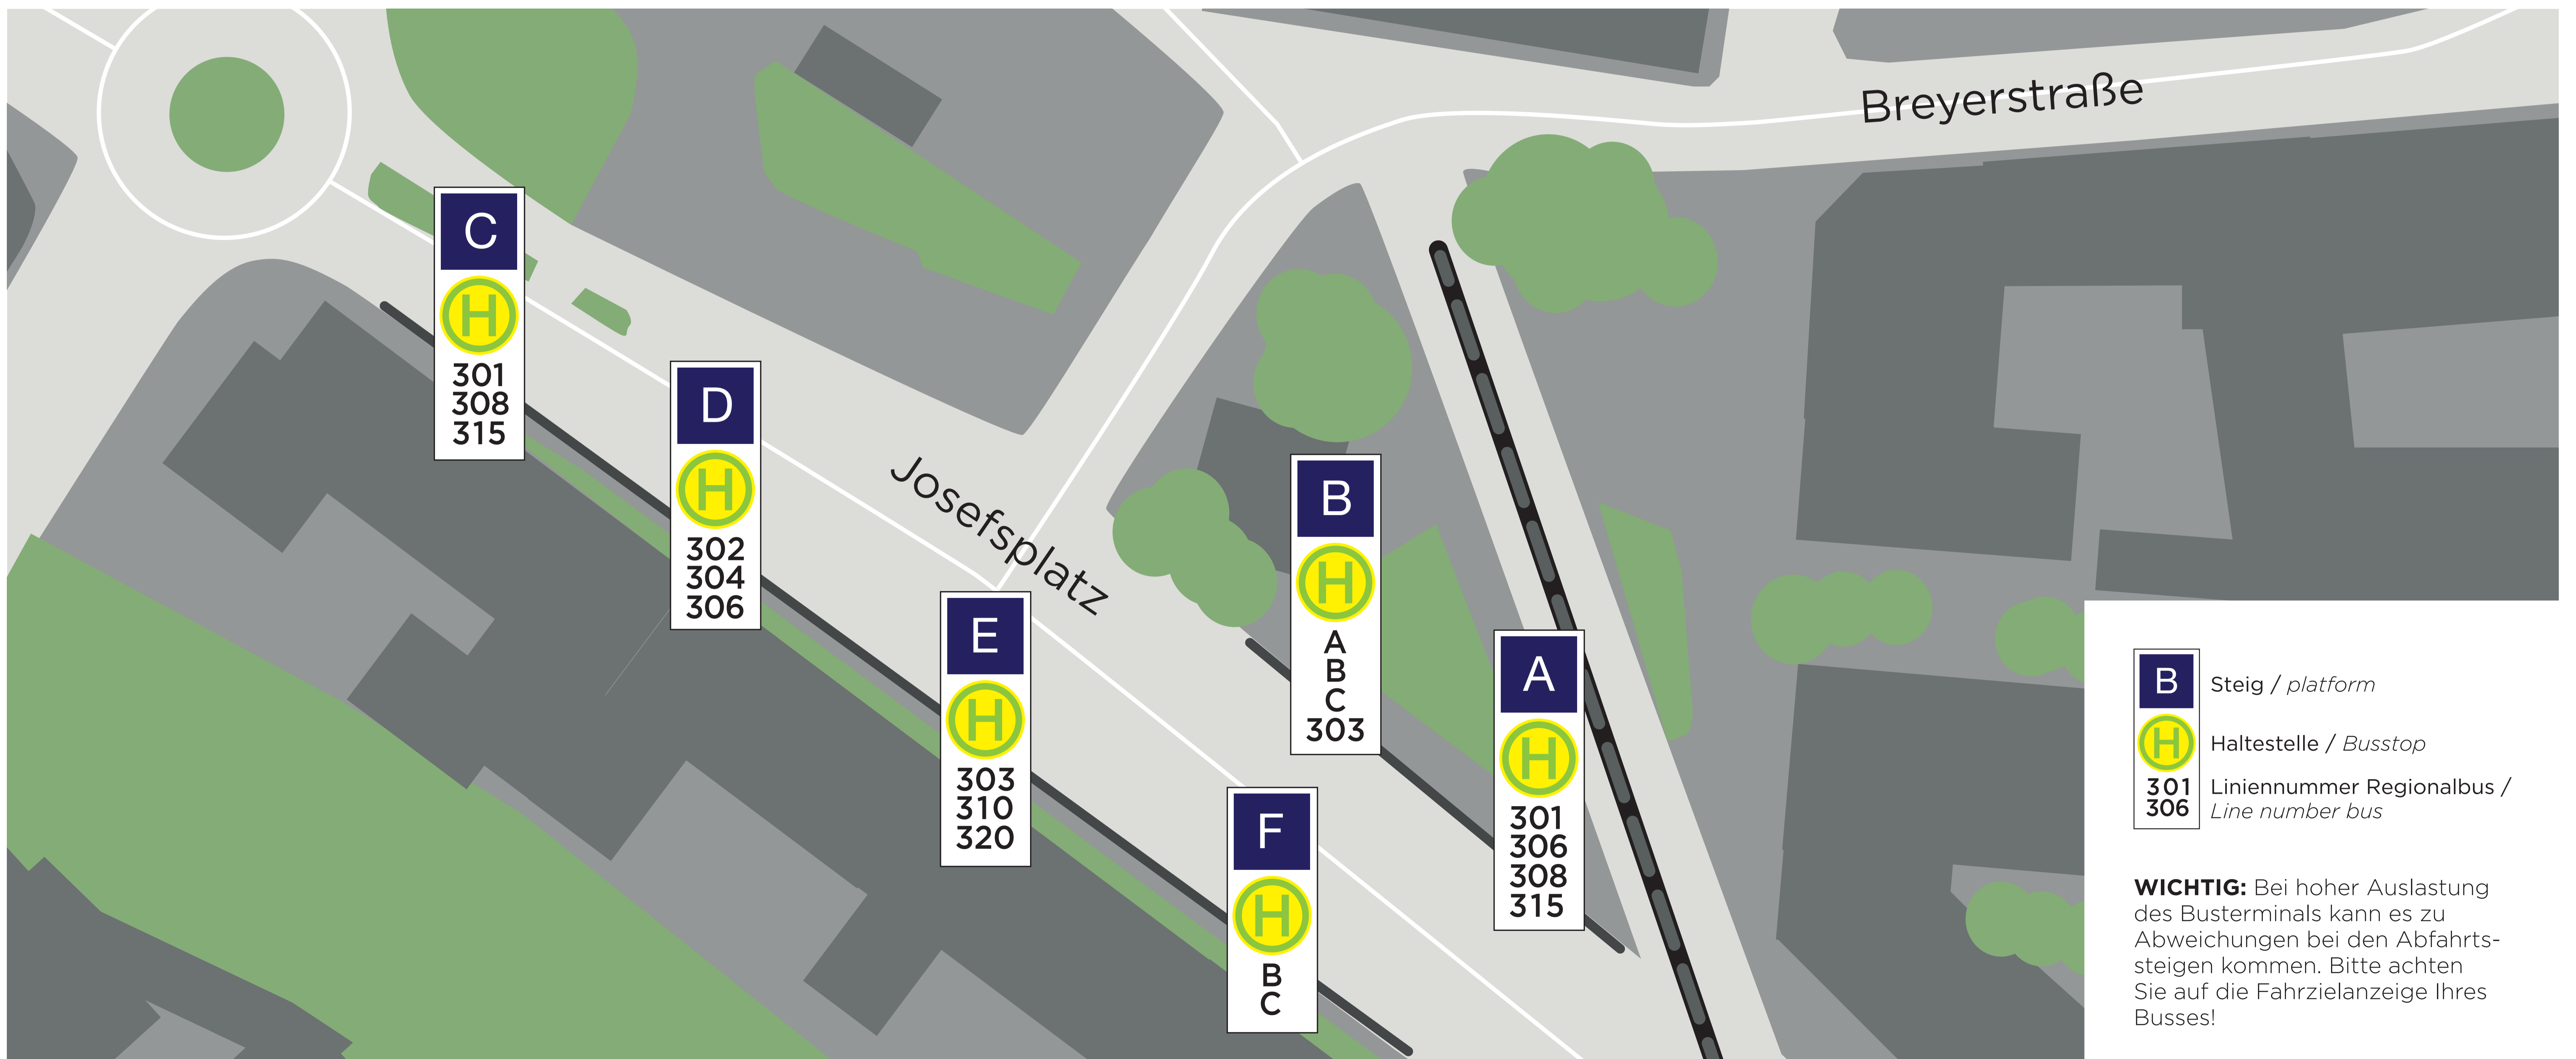 Breyerstraße
C
H
301
308
315
D
H
302
304
306
Josefsplatz
B
H
A
B
C
303
E
H
303
310
320
A
H
301
306
308
315
F
H
B
C
B
Steig / platform
H
Haltestelle / Busstop
301
306
Liniennummer Regionalbus /
Line number bus
WICHTIG: Bei hoher Auslastung
des Busterminals kann es zu
Abweichungen bei den Abfahrts-
steigen kommen. Bitte achten
Sie auf die Fahrzielanzeige Ihres
Busses!